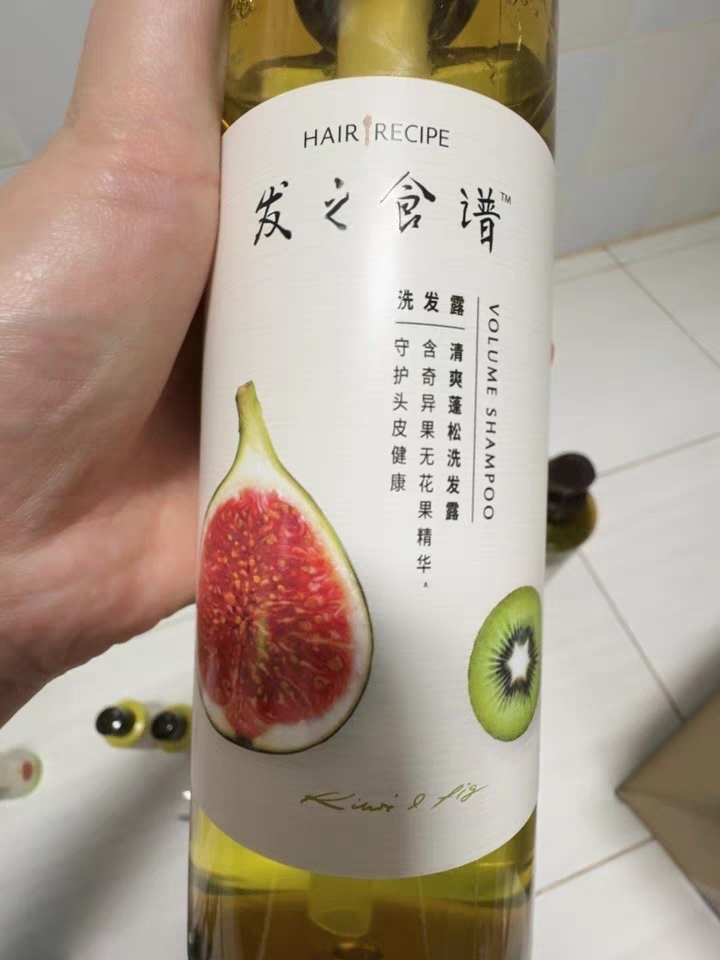 HAIR RECIPE
发之食谱™
洗发露
VOLUME SHAMPOO
清爽蓬松洗发露
含奇异果无花果精华^
守护头皮健康
Kiwi & fig